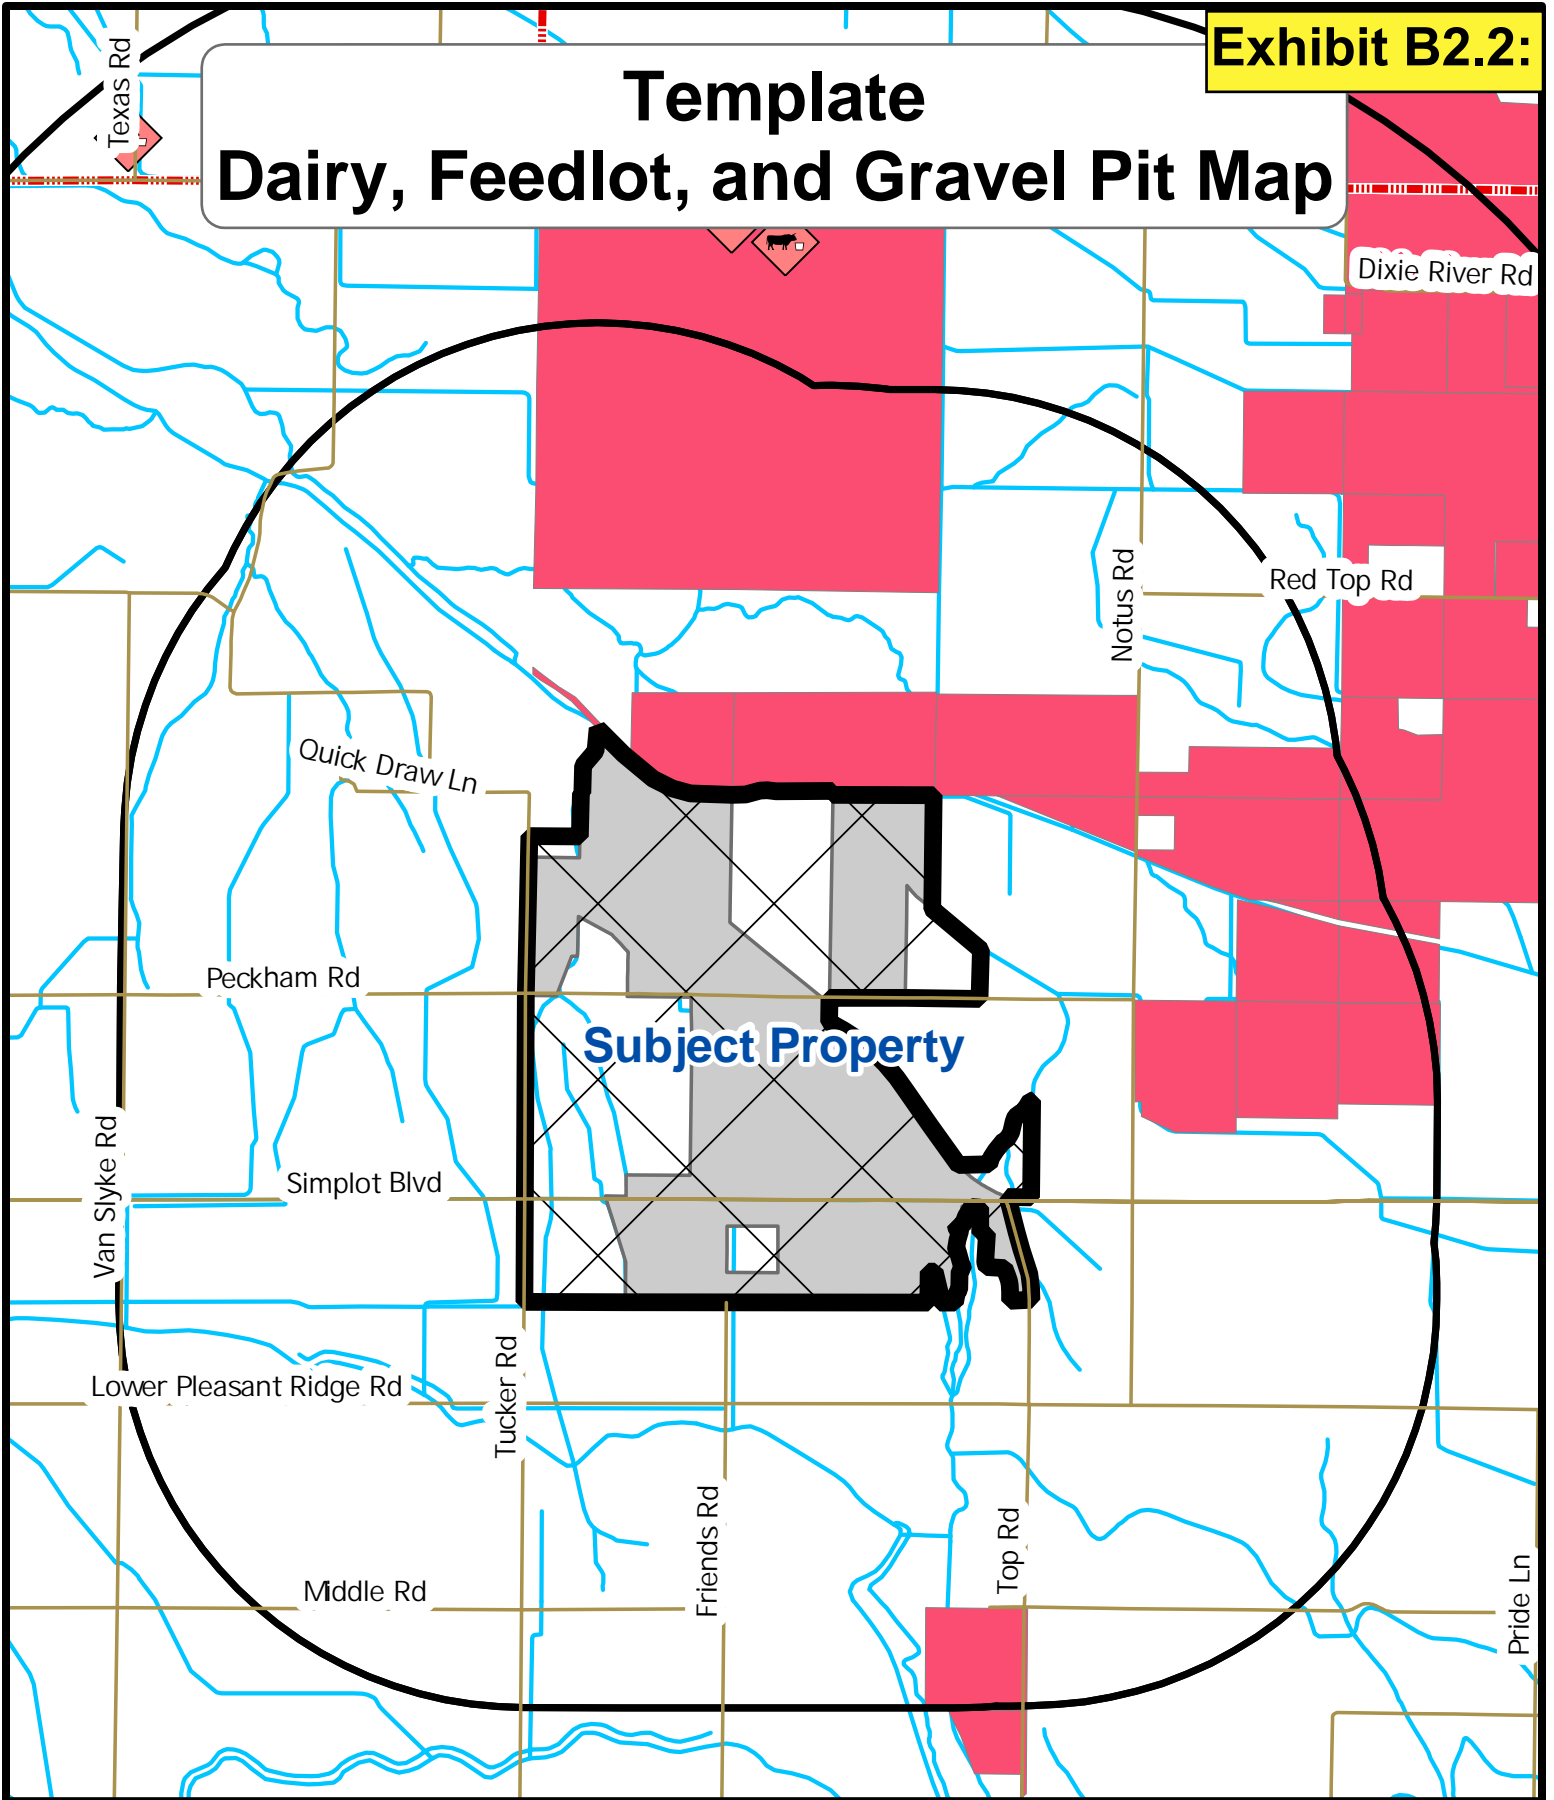 Exhibit B2.2:
Template
Dairy, Feedlot, and Gravel Pit Map
Texas Rd
Dixie River Rd
Notus Rd
Red Top Rd
Quick Draw Ln
Peckham Rd
Subject Property
Van Slyke Rd
Simplot Blvd
Tucker Rd
Lower Pleasant Ridge Rd
Friends Rd
Top Rd
Middle Rd
Pride Ln